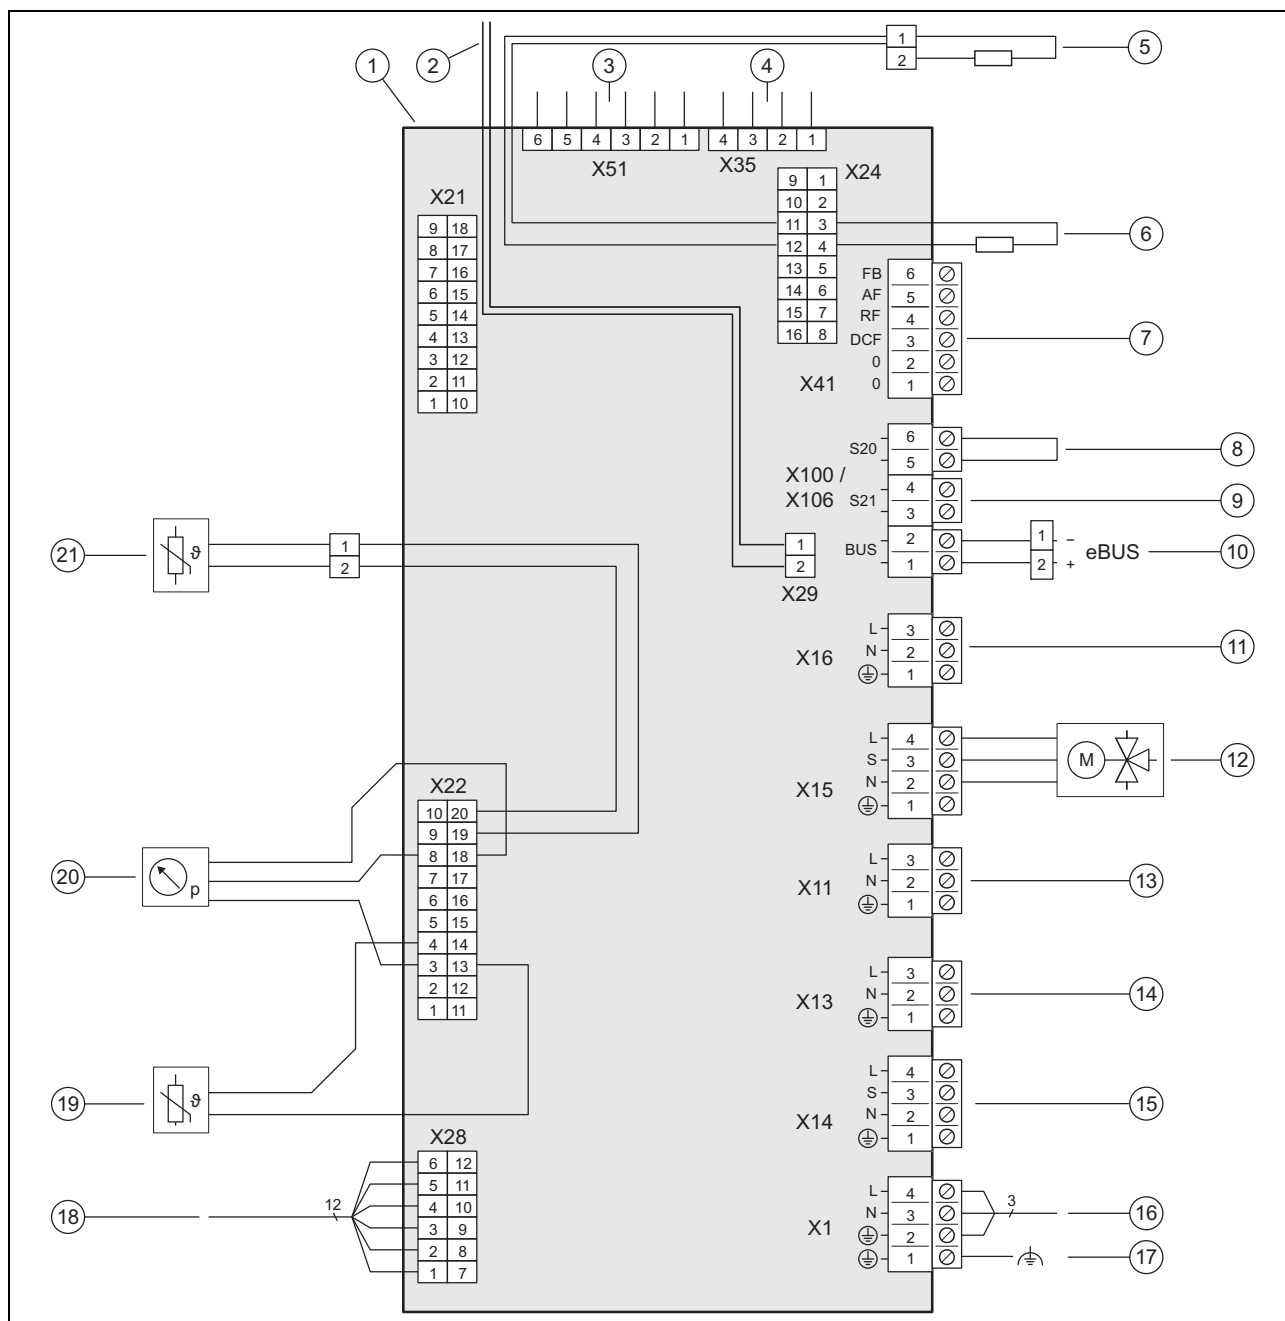 1
2
3
4
1
2
5
6 5 4 3 2 1
X51
4 3 2 1
X35
X24
9 1
10 2
11 3
12 4
13 5
14 6
15 7
16 8
6
X21
9 18
8 17
7 16
6 15
5 14
4 13
3 12
2 11
1 10
FB 6
AF 5
RF 4
DCF 3
0 2
0 1
X41
7
X100 /
X106
S20
6
5
8
S21
4
3
9
BUS
2
1
1 –
2 +
eBUS
10
1
2
X29
21
ϑ
1
2
X16
L 3
N 2
1
11
X15
L 4
S 3
N 2
1
M
12
X22
10 20
9 19
8 18
7 17
6 16
5 15
4 14
3 13
2 12
1 11
20
p
X11
L 3
N 2
1
13
X13
L 3
N 2
1
14
19
ϑ
X14
L 4
S 3
N 2
1
15
X28
6 12
5 11
4 10
3 9
2 8
1 7
18
12
X1
L 4
N 3
2
1
3
16
17